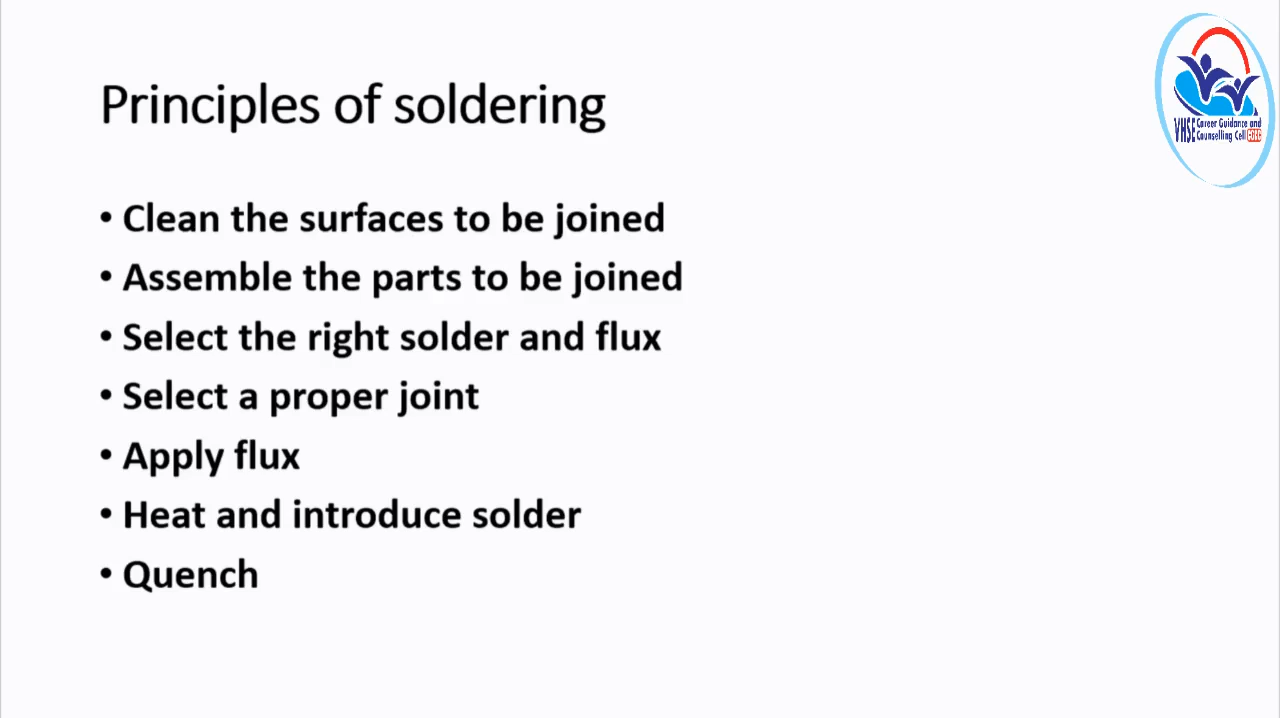 Principles of soldering
• Clean the surfaces to be joined
• Assemble the parts to be joined
• Select the right solder and flux
• Select a proper joint
• Apply flux
• Heat and introduce solder
• Quench
VHSE Career Guidance and
Counselling Cell CGCC